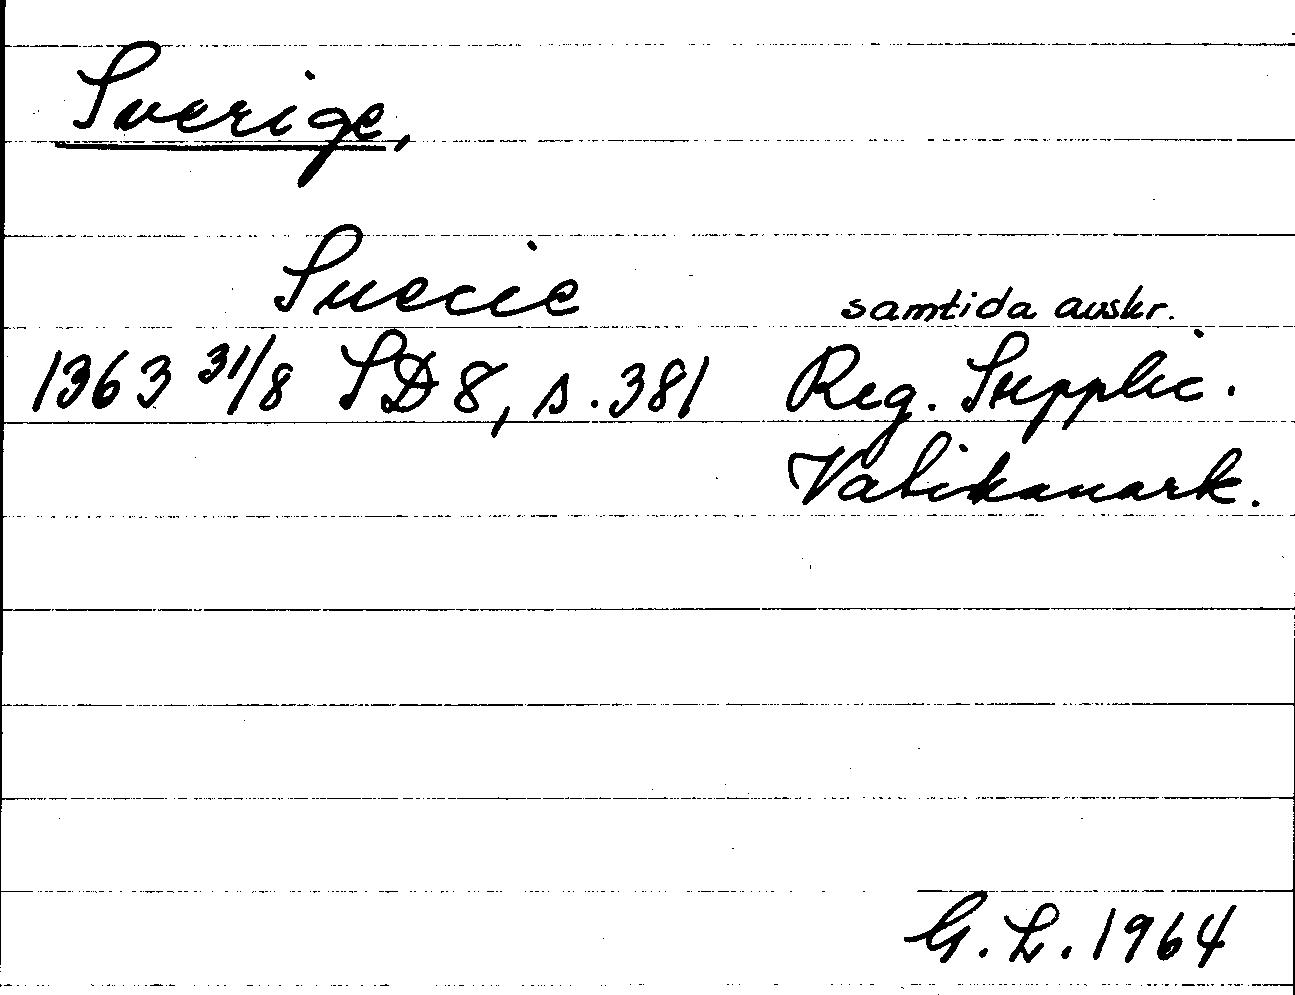 Sverige,
Suecie
samtida avskr.
1363 31/8 SD 8, s. 381 Reg. Supplic.
Vatikanark.
G. L. 1964